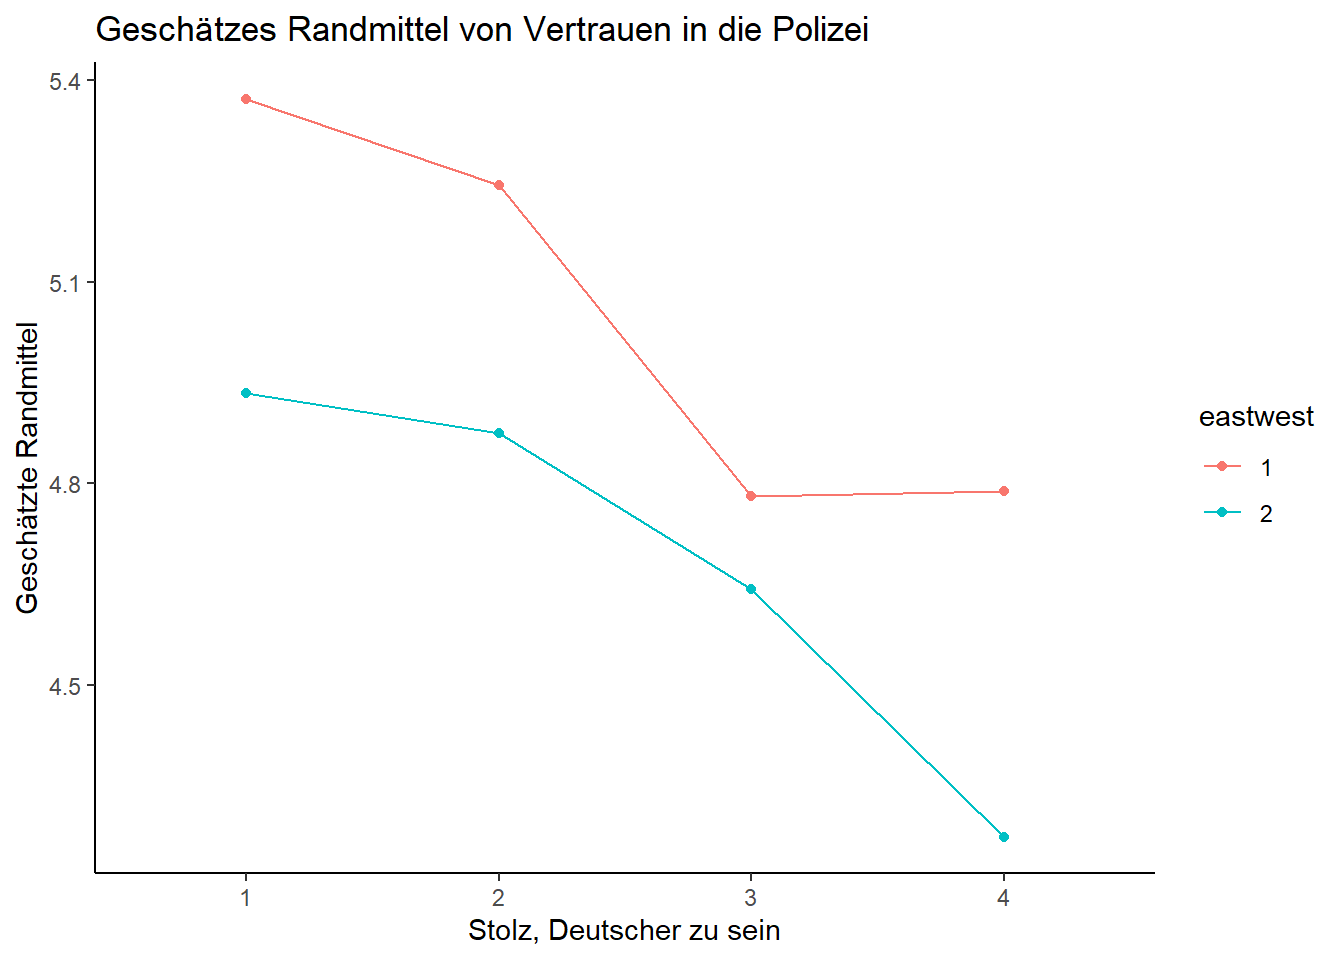 Geschätzes Randmittel von Vertrauen in die Polizei
5.4
5.1
4.8
4.5
Geschätzte Randmittel
1
2
3
4
Stolz, Deutscher zu sein
eastwest
1
2